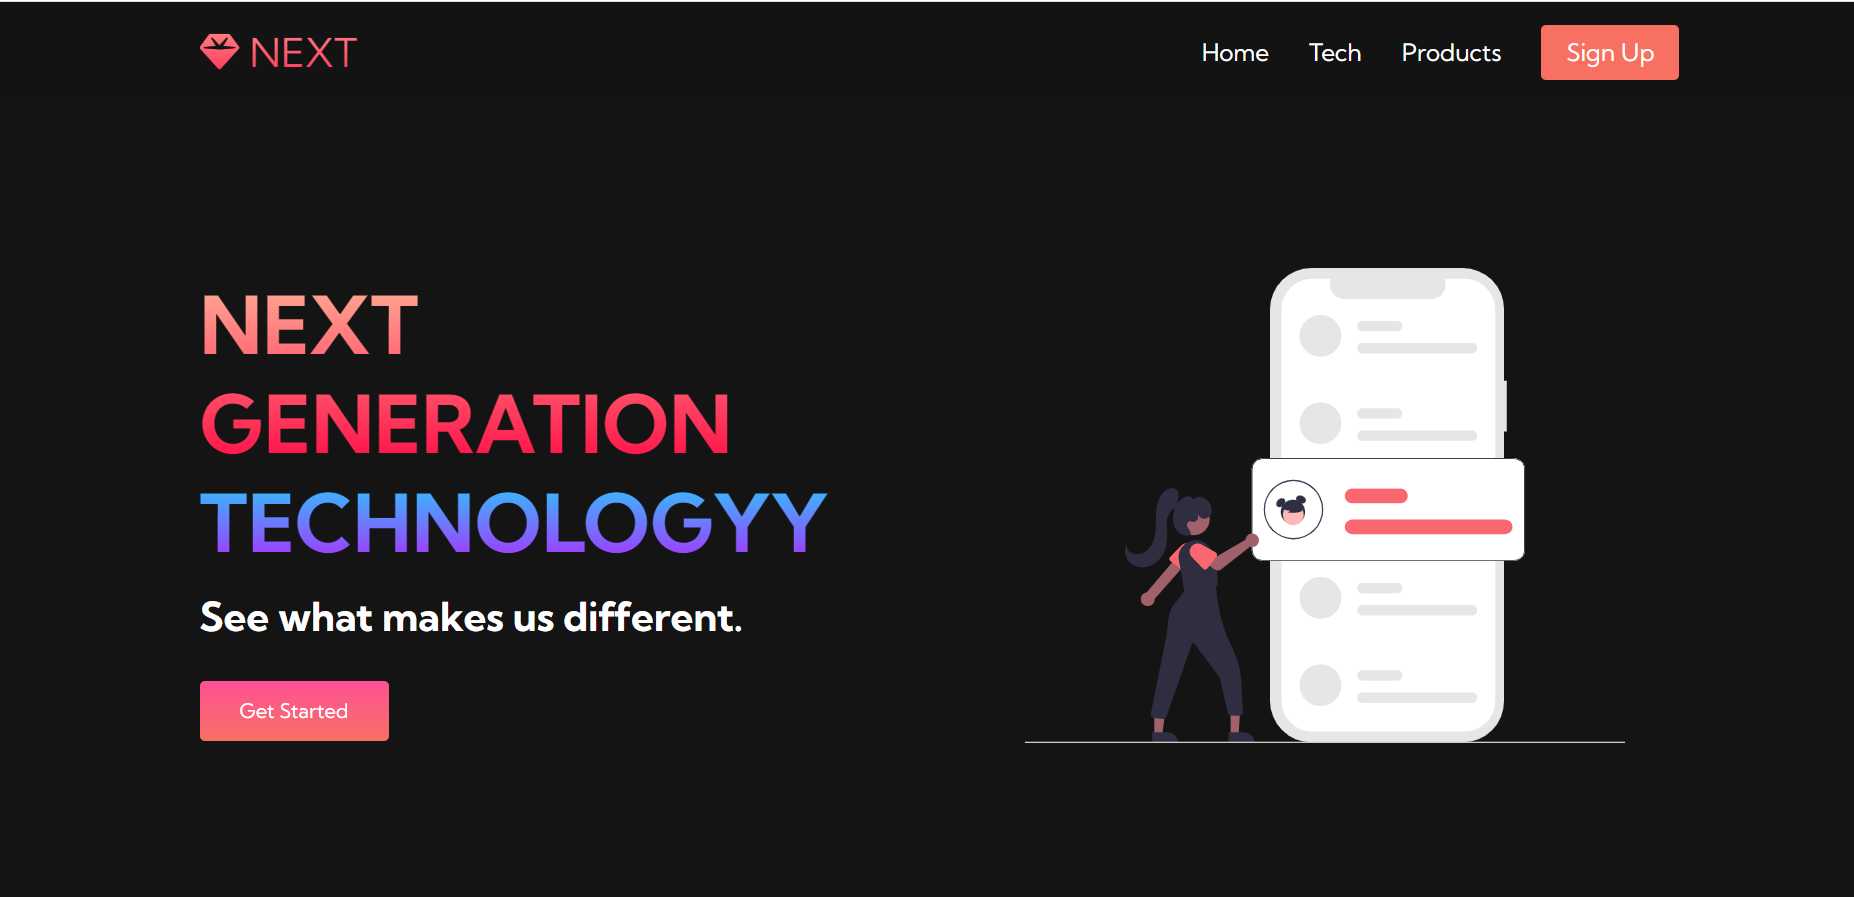 NEXT
Home Tech Products Sign Up
NEXT
GENERATION
TECHNOLOGYY
See what makes us different.
Get Started